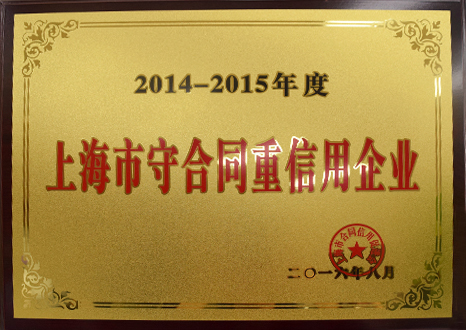 2014-2015年度
上海市守合同重信用企业
二〇一六年八月